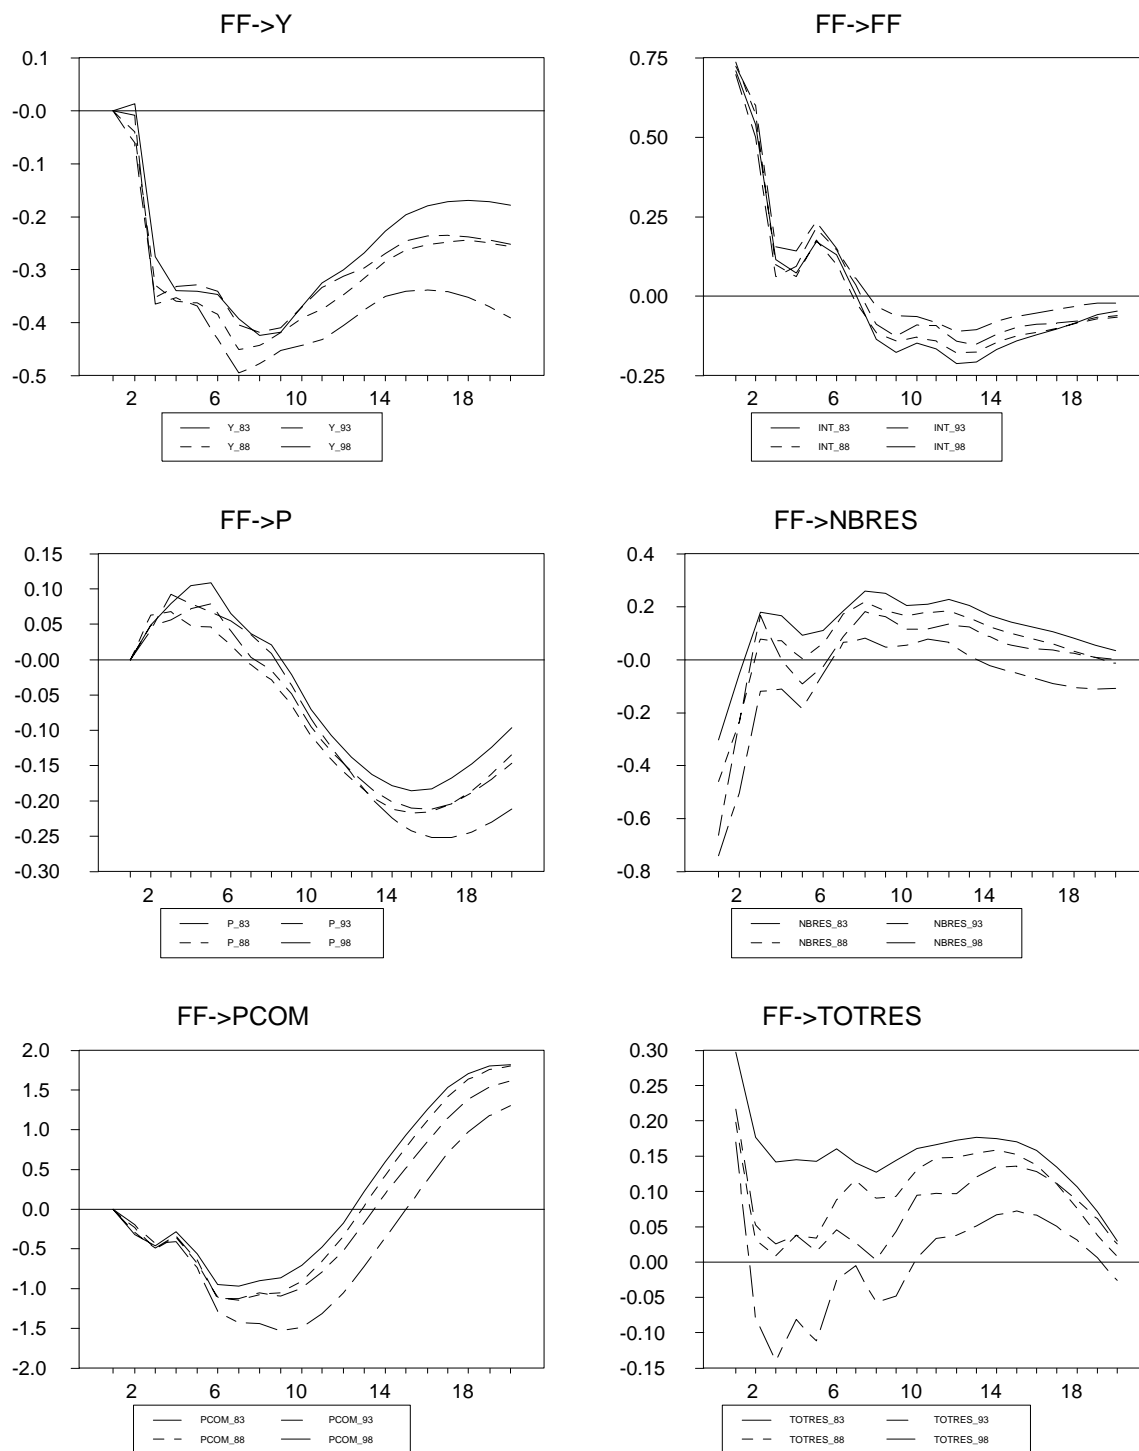 FF->Y
0.1
-0.0
-0.1
-0.2
-0.3
-0.4
-0.5
2 6 10 14 18
Y_83 Y_93
Y_88 Y_98
FF->FF
0.75
0.50
0.25
0.00
-0.25
2 6 10 14 18
INT_83 INT_93
INT_88 INT_98
FF->P
0.15
0.10
0.05
-0.00
-0.05
-0.10
-0.15
-0.20
-0.25
-0.30
2 6 10 14 18
P_83 P_93
P_88 P_98
FF->NBRES
0.4
0.2
-0.0
-0.2
-0.4
-0.6
-0.8
2 6 10 14 18
NBRES_83 NBRES_93
NBRES_88 NBRES_98
FF->PCOM
2.0
1.0
0.5
0.0
-0.5
-1.0
-1.5
-2.0
2 6 10 14 18
PCOM_83 PCOM_93
PCOM_88 PCOM_98
FF->TOTRES
0.30
0.25
0.20
0.15
0.10
0.05
0.00
-0.05
-0.10
-0.15
2 6 10 14 18
TOTRES_83 TOTRES_93
TOTRES_88 TOTRES_98